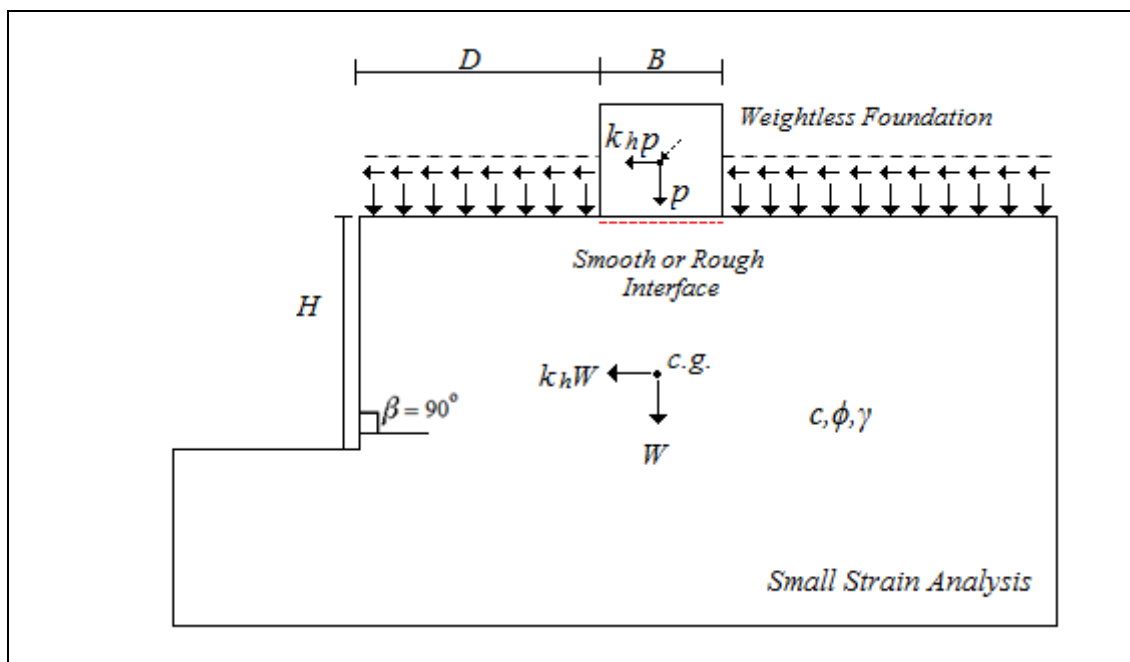 D
B
Weightless Foundation
k_h p
p
Smooth or Rough
Interface
H
c.g.
k_h W
β = 90°
c,ϕ,γ
W
Small Strain Analysis